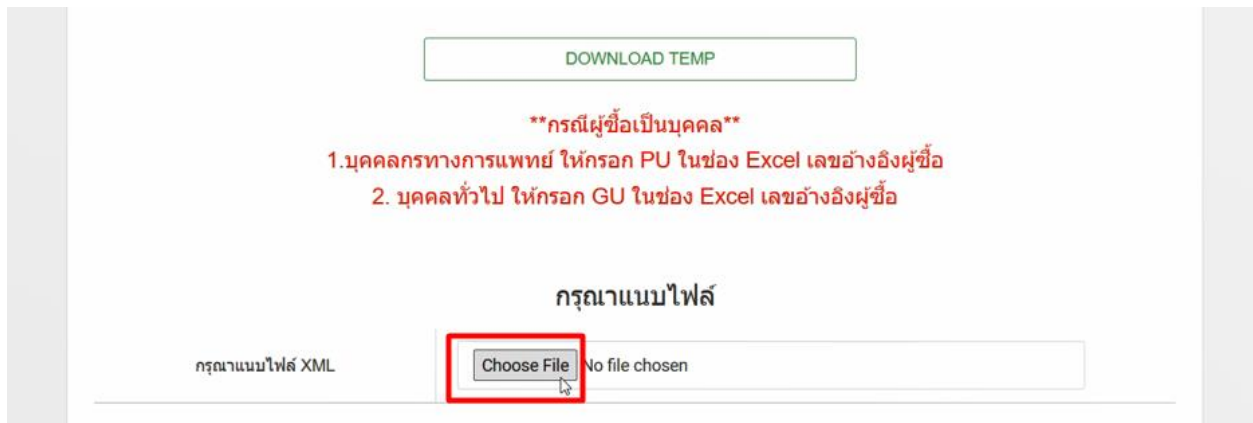 DOWNLOAD TEMP
**กรณีผู้ซื้อเป็นบุคคล**
1.บุคคลกรทางการแพทย์ ให้กรอก PU ในช่อง Excel เลขอ้างอิงผู้ซื้อ
2. บุคคลทั่วไป ให้กรอก GU ในช่อง Excel เลขอ้างอิงผู้ซื้อ
กรุณาแนบไฟล์
กรุณาแนบไฟล์ XML Choose File No file chosen